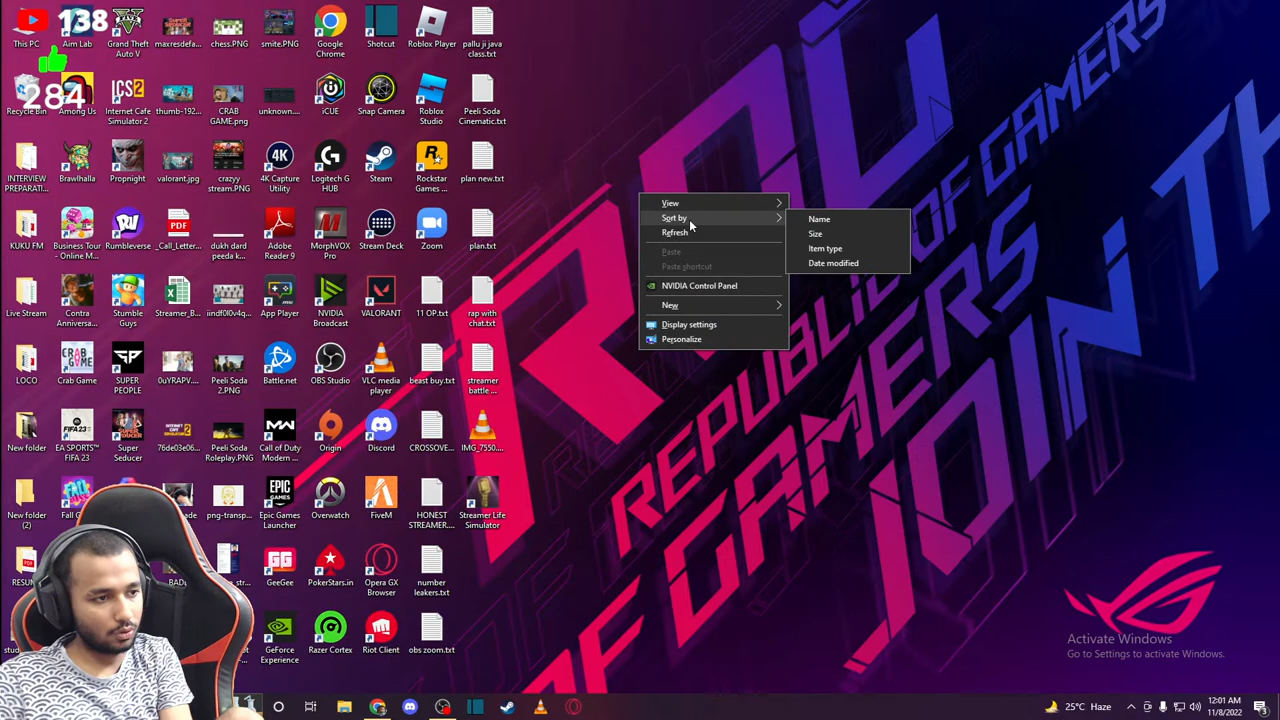 138
284
This PC
Aim Lab
Grand Theft
Auto V
maxresdefa...
chess.PNG
smite.PNG
Google
Chrome
Shotcut
Roblox Player
pallu ji java
class.txt
Recycle Bin
Among Us
Internet Cafe
Simulator 2
thumb-192...
CRAB
GAME.png
unknown....
iCUE
Snap Camera
Roblox
Studio
Peeli Soda
Cinematic.txt
INTERVIEW
PREPARATI...
Brawlhalla
Propnight
valorant.jpg
crazyy
stream.PNG
4K Capture
Utility
Logitech G
HUB
Steam
Rockstar
Games ...
plan new.txt
KUKU FM
Business Tour
- Online M...
Rumbleverse
_Call_Letter...
dukh dard
peeda k...
Adobe
Reader 9
MorphVOX
Pro
Stream Deck
Zoom
plan.txt
Live Stream
Contra
Anniversa...
Stumble
Guys
Streamer_B...
iindf0l0v4q...
App Player
NVIDIA
Broadcast
VALORANT
11 OP.txt
rap with
chat.txt
LOCO
Crab Game
SUPER
PEOPLE
Peeli Soda
2.PNG
Battle.net
OBS Studio
VLC media
player
beast buy.txt
streamer
battle ...
New folder
EA SPORTS™
FIFA 23
Super
Seducer
76de03e06...
Peeli Soda
Roleplay.PNG
Call of Duty
Modern ...
Origin
Discord
CROSSOVE...
IMG_7550....
New folder
(2)
png-transp...
Epic Games
Launcher
Overwatch
FiveM
HONEST
STREAMER....
Streamer Life
Simulator
GeeGee
PokerStars.in
Opera GX
Browser
number
leakers.txt
GeForce
Experience
Razer Cortex
Riot Client
obs zoom.txt
View
Sort by
Refresh
Paste
Paste shortcut
NVIDIA Control Panel
New
Display settings
Personalize
Name
Size
Item type
Date modified
Activate Windows
Go to Settings to activate Windows.
25°C Haze
12:01 AM
11/8/2022